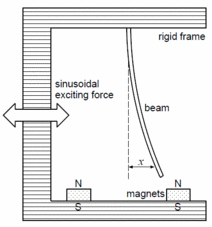 rigid frame
sinusoidal
exciting force
beam
x
N
magnets
N
S
S